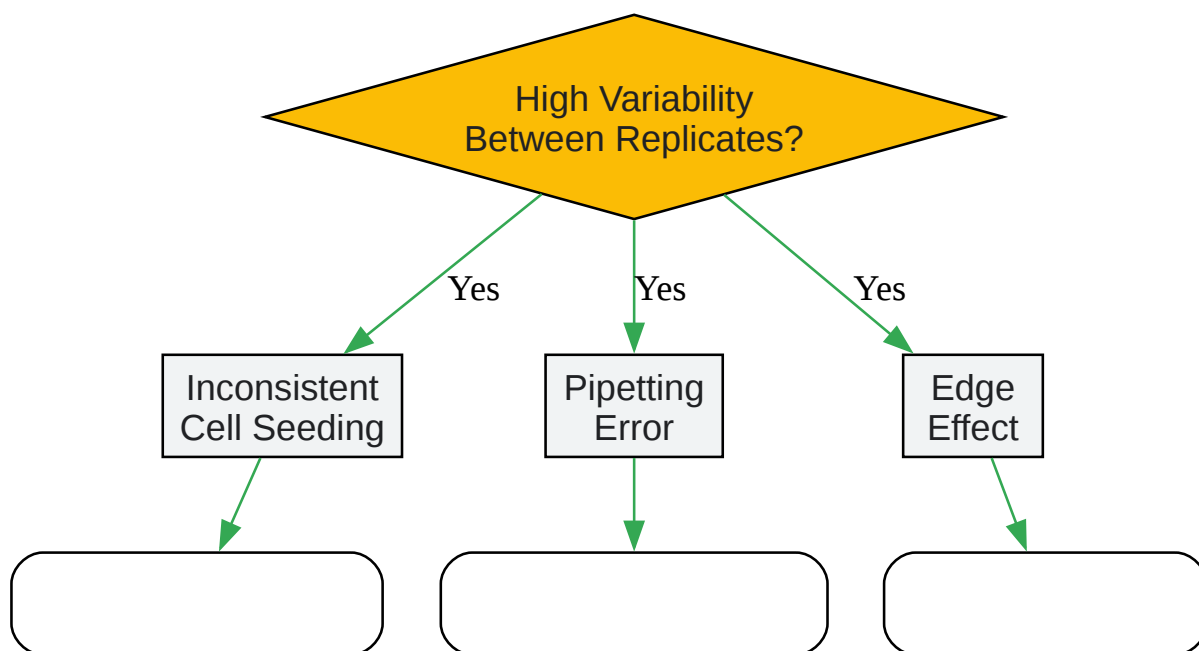 High Variability
Between Replicates?
Yes
Yes
Yes
Inconsistent
Cell Seeding
Pipetting
Error
Edge
Effect